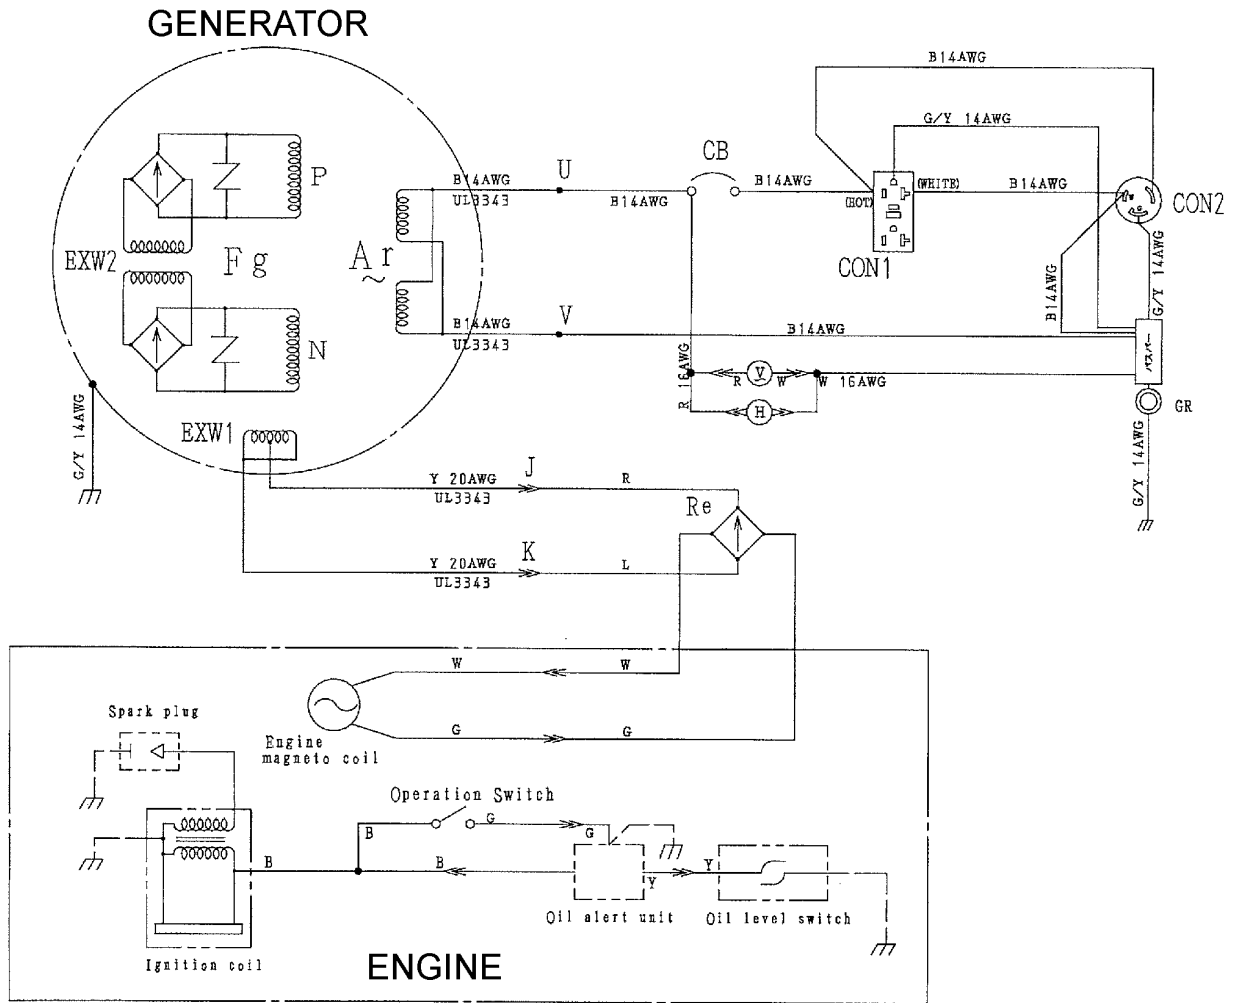 GENERATOR
B14AWG
G/Y 14AWG
P
U
CB
B14AWG
UL3343
B14AWG
B14AWG
(HOT)
(WHITE)
B14AWG
W
CON2
EXW2
Fg
Ar
CON1
B14AWG
G/Y 14AWG
N
B14AWG
UL3343
V
B14AWG
バスバー
R 16AWG
R
V
W
W 16AWG
R
H
GR
G/Y 14AWG
EXW1
G/Y 14AWG
Y 20AWG
UL3343
J
R
Re
Y 20AWG
UL3343
K
L
W
W
G
G
Engine
magneto coil
Spark plug
Operation Switch
B
G
G
B
B
Y
Y
Oil alert unit
Oil level switch
Ignition coil
ENGINE